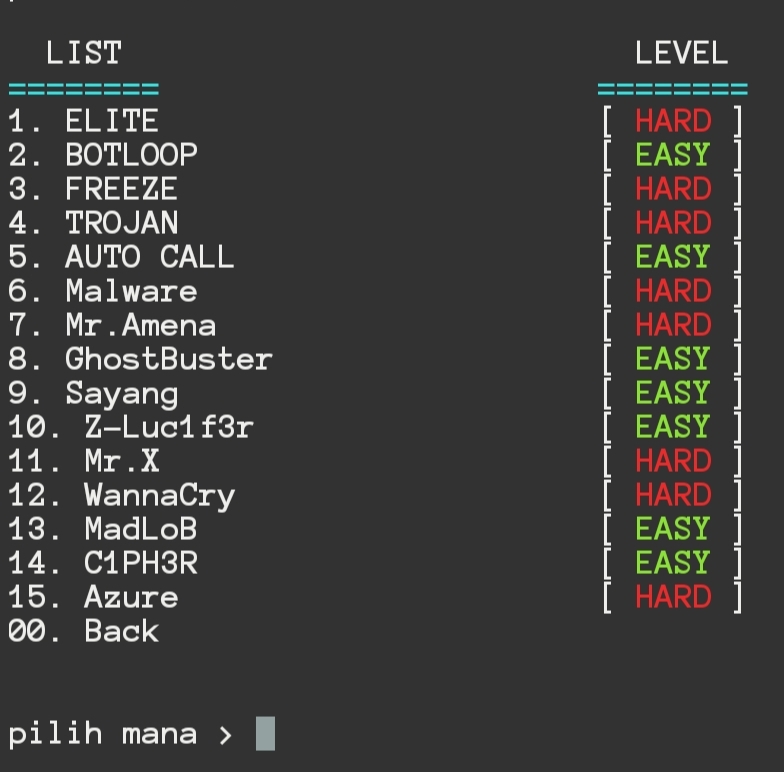 LIST LEVEL
======== ========
1. ELITE [ HARD ]
2. BOTLOOP [ EASY ]
3. FREEZE [ HARD ]
4. TROJAN [ HARD ]
5. AUTO CALL [ EASY ]
6. Malware [ HARD ]
7. Mr.Amena [ HARD ]
8. GhostBuster [ EASY ]
9. Sayang [ EASY ]
10. Z-Luc1f3r [ EASY ]
11. Mr.X [ HARD ]
12. WannaCry [ HARD ]
13. MadLoB [ EASY ]
14. C1PH3R [ EASY ]
15. Azure [ HARD ]
00. Back
pilih mana >